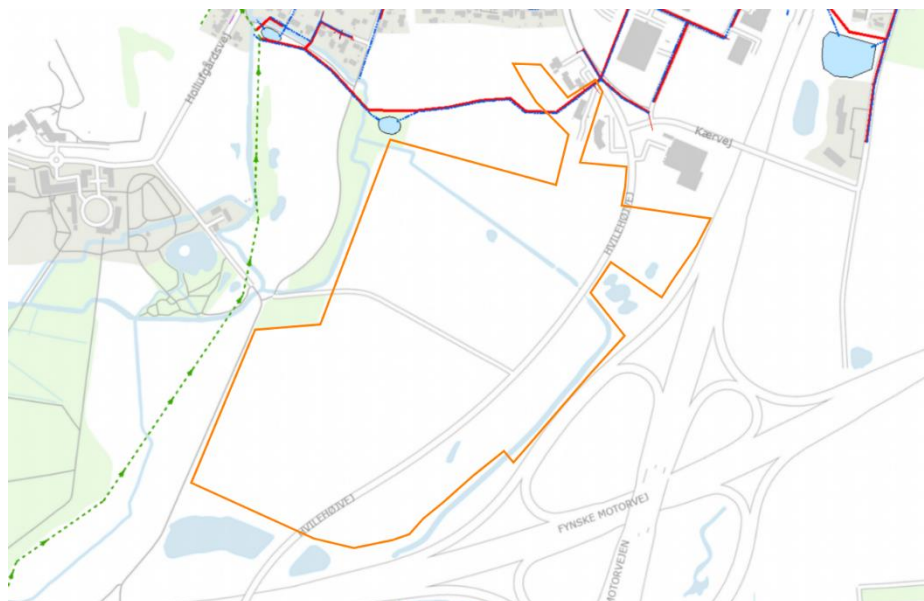 Hollufgårdsvej
Kærvej
HVILEHØJVEJ
HVILEHØJVEJ
FYNSKE MOTORVEJ
MOTORVEJEN